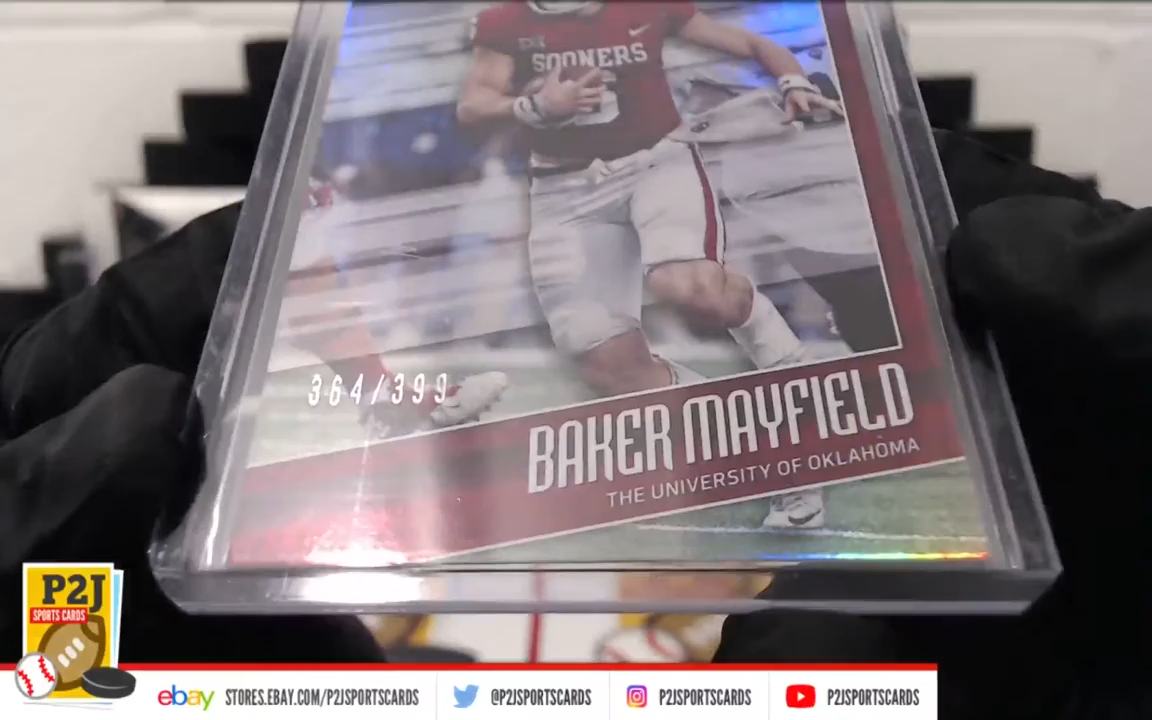 SOONERS
364/399
BAKER MAYFIELD
THE UNIVERSITY OF OKLAHOMA
P2J
SPORTS CARDS
ebay STORES.EBAY.COM/P2JSPORTSCARDS @P2JSPORTSCARDS P2JSPORTSCARDS P2JSPORTSCARDS